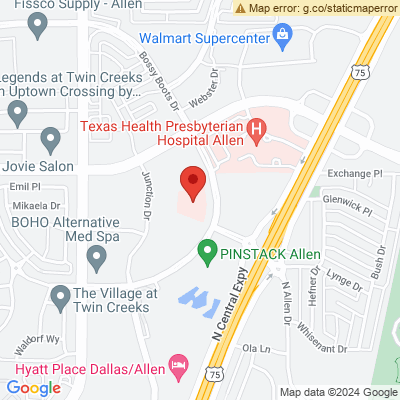 Fissco Supply - Allen
Map error: g.co/staticmaperror
Walmart Supercenter
Bossy Boots Dr
75
Legends at Twin Creeks
n Uptown Crossing by…
Webster Dr
Texas Health Presbyterian
Hospital Allen
H
Jovie Salon
Emil Pl
Mikaela Dr
Junction Dr
Exchange Pl
Glenwick Pl
BOHO Alternative
Med Spa
PINSTACK Allen
Bush Dr
Lynge Dr
Hefner Dr
N Allen Dr
N Central Expy
The Village at
Twin Creeks
Whisenant Dr
Waldorf Wy
Ola Ln
Hyatt Place Dallas/Allen
75
Google
Map data ©2024 Google